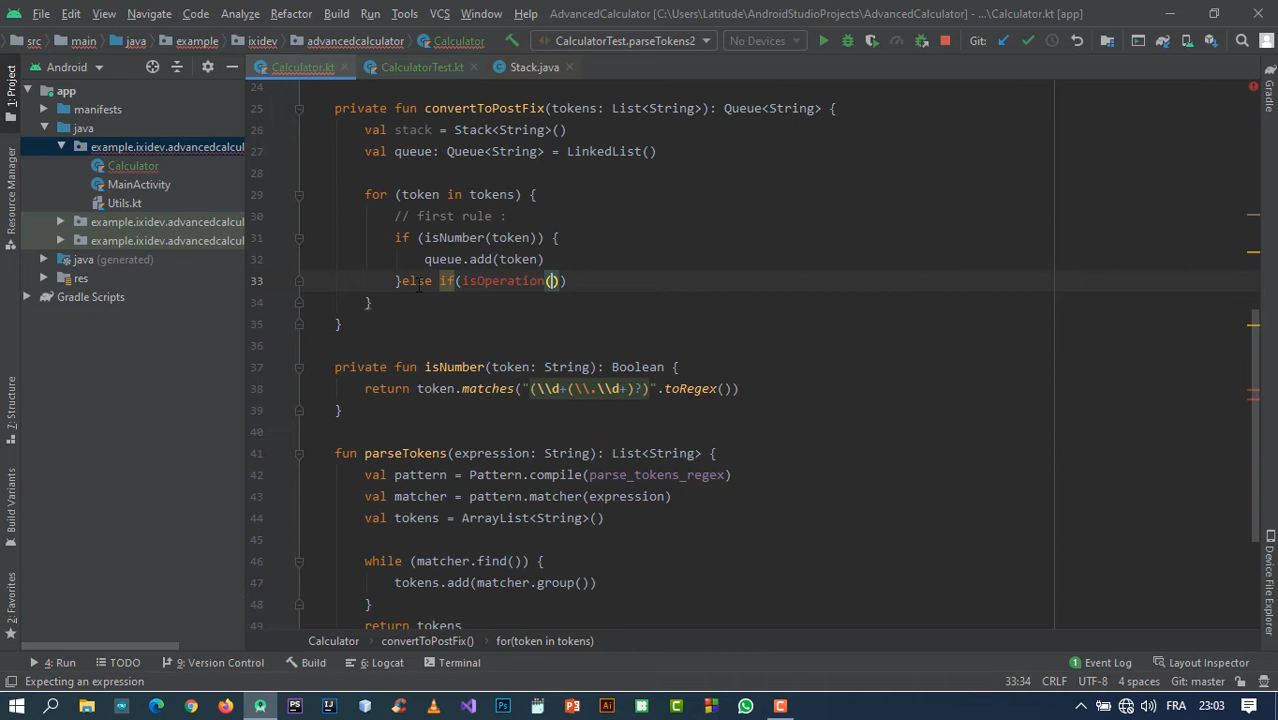 File Edit View Navigate Code Analyze Refactor Build Run Tools VCS Window Help AdvancedCalculator [C:\Users\Latitude\AndroidStudioProjects\AdvancedCalculator] - ...\Calculator.kt [app]
src main java example ixidev advancedcalculator Calculator CalculatorTest.parseTokens2 No Devices Git:
Android Calculator.kt CalculatorTest.kt Stack.java
1: Project
Resource Manager
7: Structure
Build Variants
2: Favorites
app
manifests
java
example.ixidev.advancedcalcul
Calculator
MainActivity
Utils.kt
example.ixidev.advancedcalcul
example.ixidev.advancedcalcul
java (generated)
res
Gradle Scripts
24
25 private fun convertToPostFix(tokens: List<String>): Queue<String> {
26 val stack = Stack<String>()
27 val queue: Queue<String> = LinkedList()
28
29 for (token in tokens) {
30 // first rule :
31 if (isNumber(token)) {
32 queue.add(token)
33 }else if(isOperation())
34 }
35 }
36
37 private fun isNumber(token: String): Boolean {
38 return token.matches("(\\d+(\\.\\d+)?)".toRegex())
39 }
40
41 fun parseTokens(expression: String): List<String> {
42 val pattern = Pattern.compile(parse_tokens_regex)
43 val matcher = pattern.matcher(expression)
44 val tokens = ArrayList<String>()
45
46 while (matcher.find()) {
47 tokens.add(matcher.group())
48 }
49 return tokens
Gradle
Device File Explorer
Calculator convertToPostFix() for(token in tokens)
4: Run TODO 9: Version Control Build 6: Logcat Terminal 1 Event Log Layout Inspector
Expecting an expression 33:34 CRLF UTF-8 4 spaces Git: master
FRA 23:03